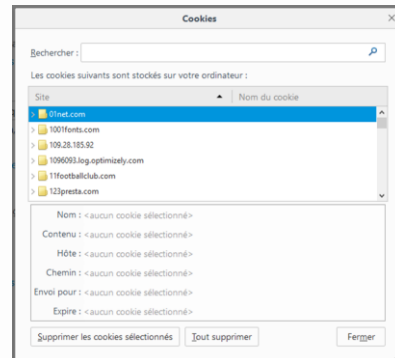 Cookies
Rechercher :
Les cookies suivants sont stockés sur votre ordinateur :
Site Nom du cookie
01net.com
1001fonts.com
109.28.185.92
1096093.log.optimizely.com
11footballclub.com
123presta.com
Nom : <aucun cookie sélectionné>
Contenu : <aucun cookie sélectionné>
Hôte : <aucun cookie sélectionné>
Chemin : <aucun cookie sélectionné>
Envoi pour : <aucun cookie sélectionné>
Expire : <aucun cookie sélectionné>
Supprimer les cookies sélectionnés Tout supprimer Fermer